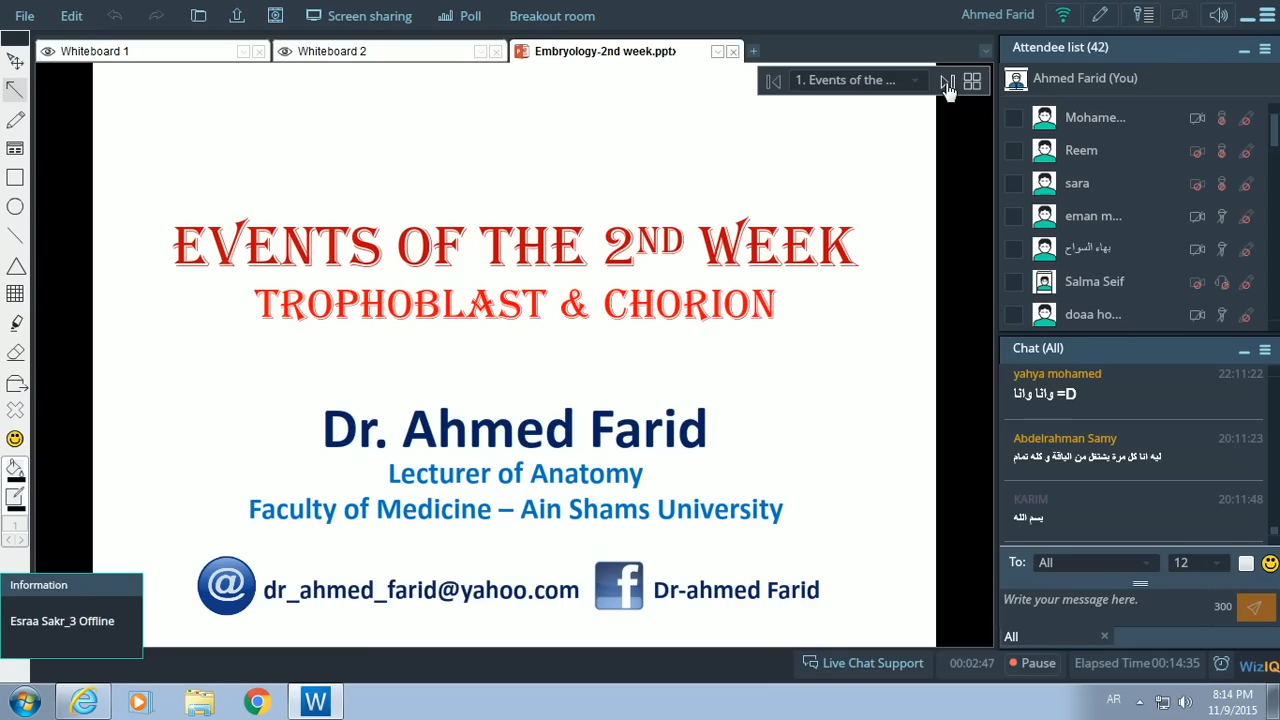 File Edit Screen sharing Poll Breakout room Ahmed Farid
Whiteboard 1 Whiteboard 2 Embryology-2nd week.ppt
1. Events of the ...
EVENTS OF THE 2ND WEEK
TROPHOBLAST & CHORION
Dr. Ahmed Farid
Lecturer of Anatomy
Faculty of Medicine – Ain Shams University
@ dr_ahmed_farid@yahoo.com f Dr-ahmed Farid
Attendee list (42)
Ahmed Farid (You)
Mohame...
Reem
sara
eman m...
بهاء السواح
Salma Seif
doaa ho...
Chat (All)
yahya mohamed 22:11:22
وانا وانا =D
Abdelrahman Samy 20:11:23
ليه انا كل مرة يشتغل من الباقة و كله تمام
KARIM 20:11:48
بسم الله
To: All 12
Write your message here. 300
All
1
Information
Esraa Sakr_3 Offline
Live Chat Support 00:02:47 Pause Elapsed Time 00:14:35 WizIQ
W AR 8:14 PM
11/9/2015